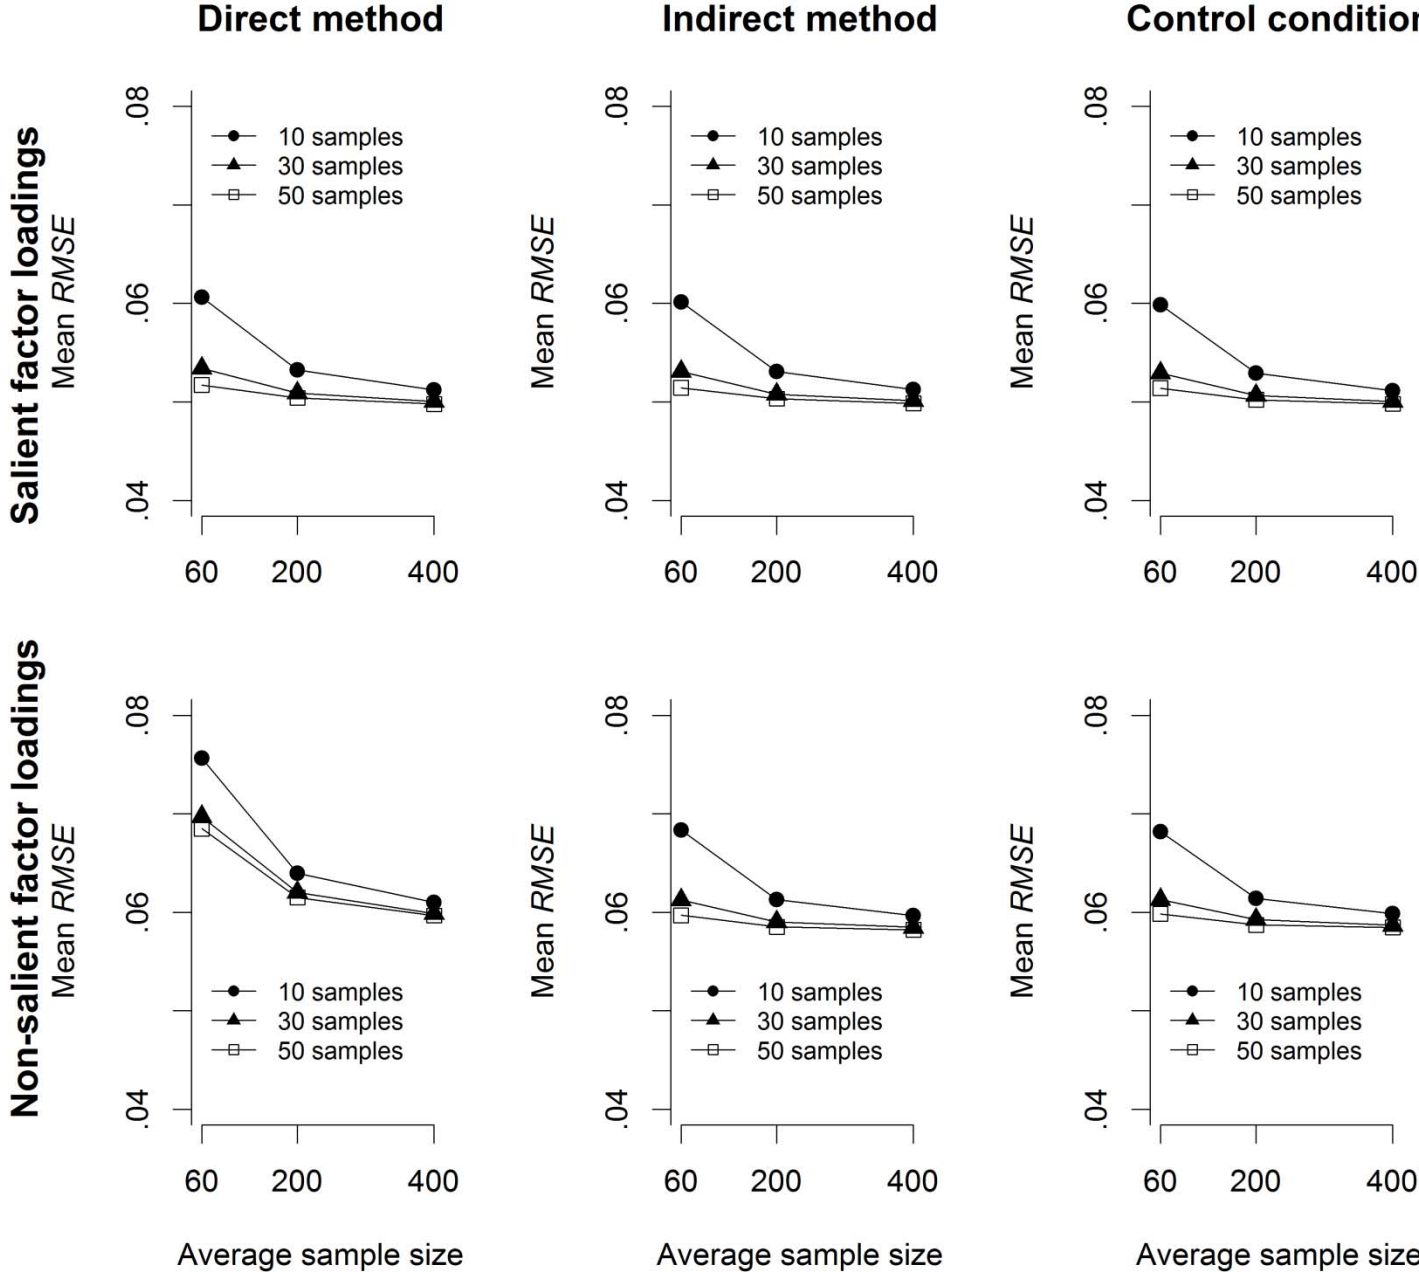 Direct method
Indirect method
Control condition
Salient factor loadings
Mean RMSE
.08
.06
.04
10 samples
30 samples
50 samples
60 200 400
Mean RMSE
.08
.06
.04
10 samples
30 samples
50 samples
60 200 400
Mean RMSE
.08
.06
.04
10 samples
30 samples
50 samples
60 200 400
Non-salient factor loadings
Mean RMSE
.08
.06
.04
10 samples
30 samples
50 samples
60 200 400
Average sample size
Mean RMSE
.08
.06
.04
10 samples
30 samples
50 samples
60 200 400
Average sample size
Mean RMSE
.08
.06
.04
10 samples
30 samples
50 samples
60 200 400
Average sample size